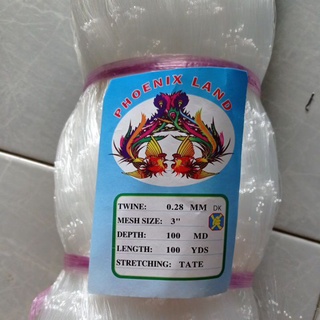 PHOENIX LAND
TWINE: 0.28 MM DK
MESH SIZE: 3"
DEPTH: 100 MD
LENGTH: 100 YDS
STRETCHING: TATE